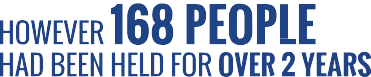 HOWEVER 168 PEOPLE
HAD BEEN HELD FOR OVER 2 YEARS